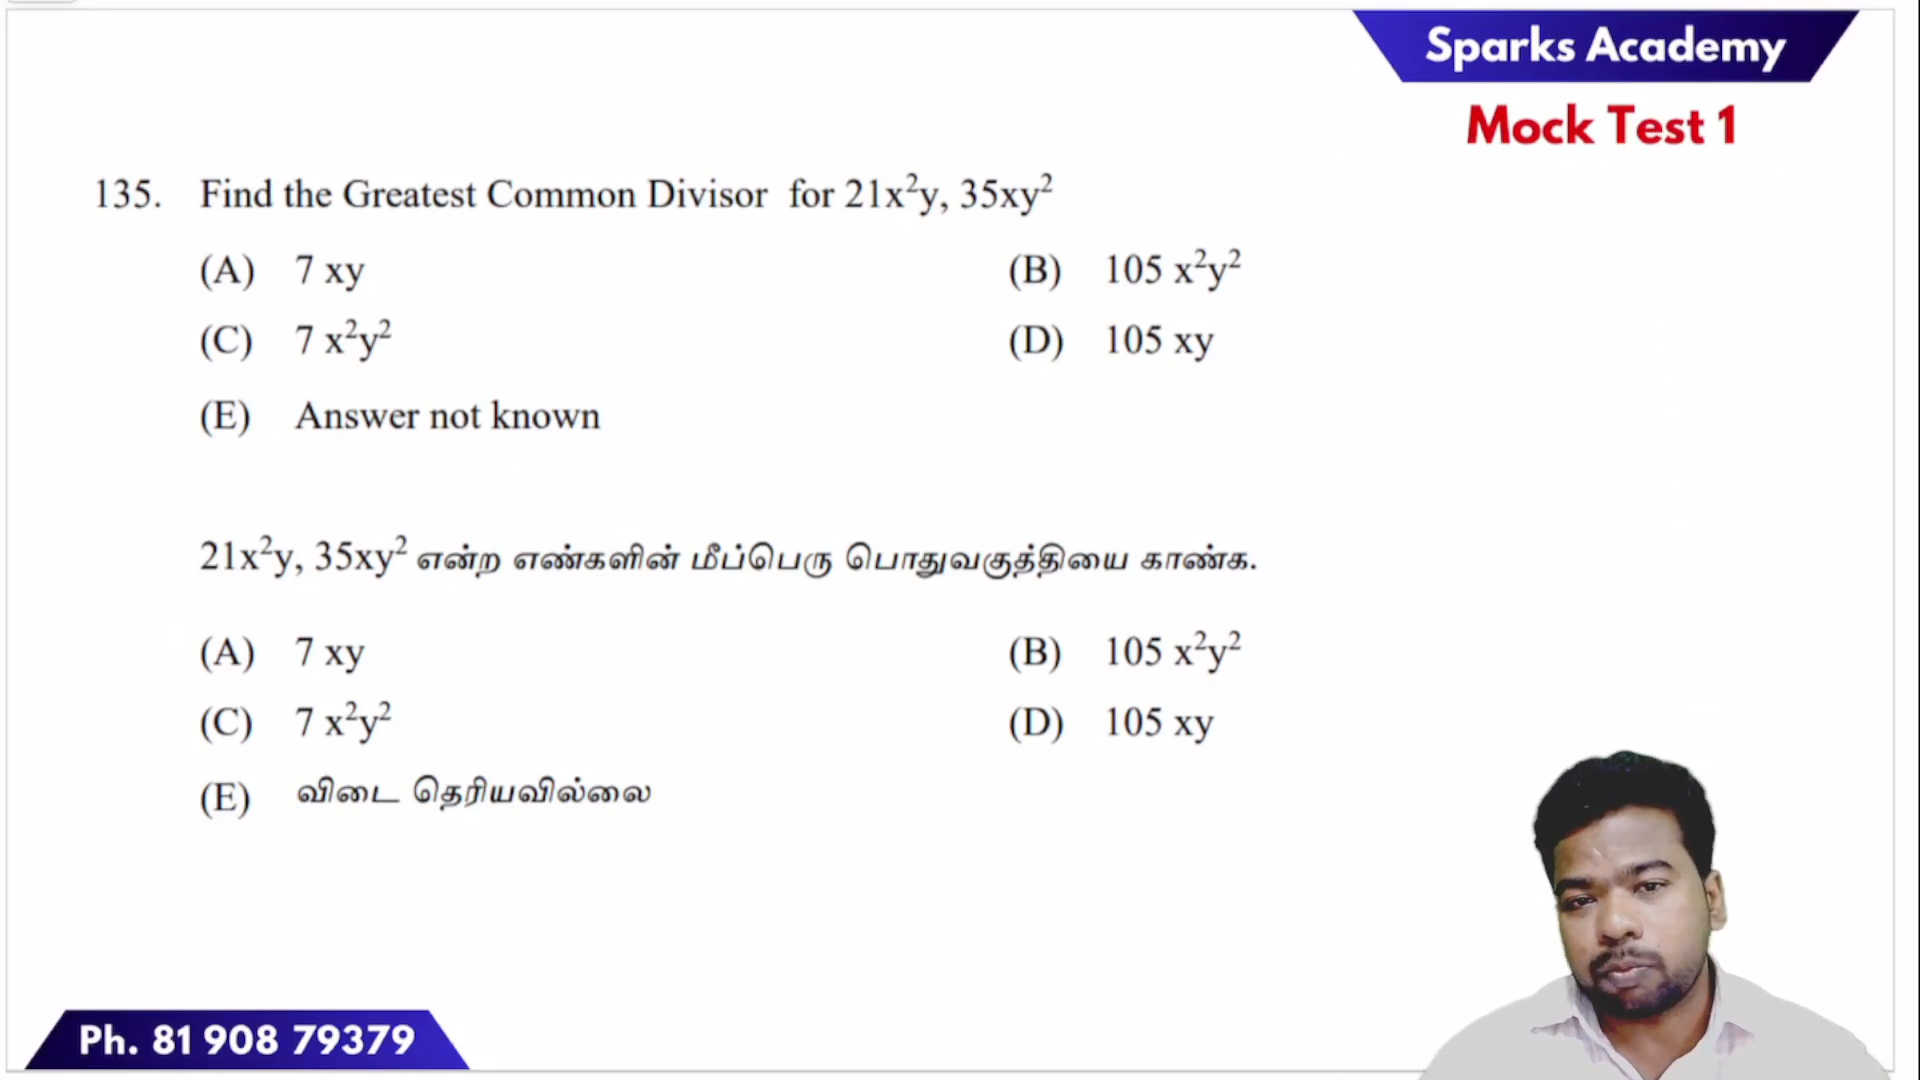 Sparks Academy
Mock Test 1
135. Find the Greatest Common Divisor for 21x²y, 35xy²
(A) 7 xy (B) 105 x²y²
(C) 7 x²y² (D) 105 xy
(E) Answer not known
21x²y, 35xy² என்ற எண்களின் மீப்பெரு பொதுவகுத்தியை காண்க.
(A) 7 xy (B) 105 x²y²
(C) 7 x²y² (D) 105 xy
(E) விடை தெரியவில்லை
Ph. 81 908 79379